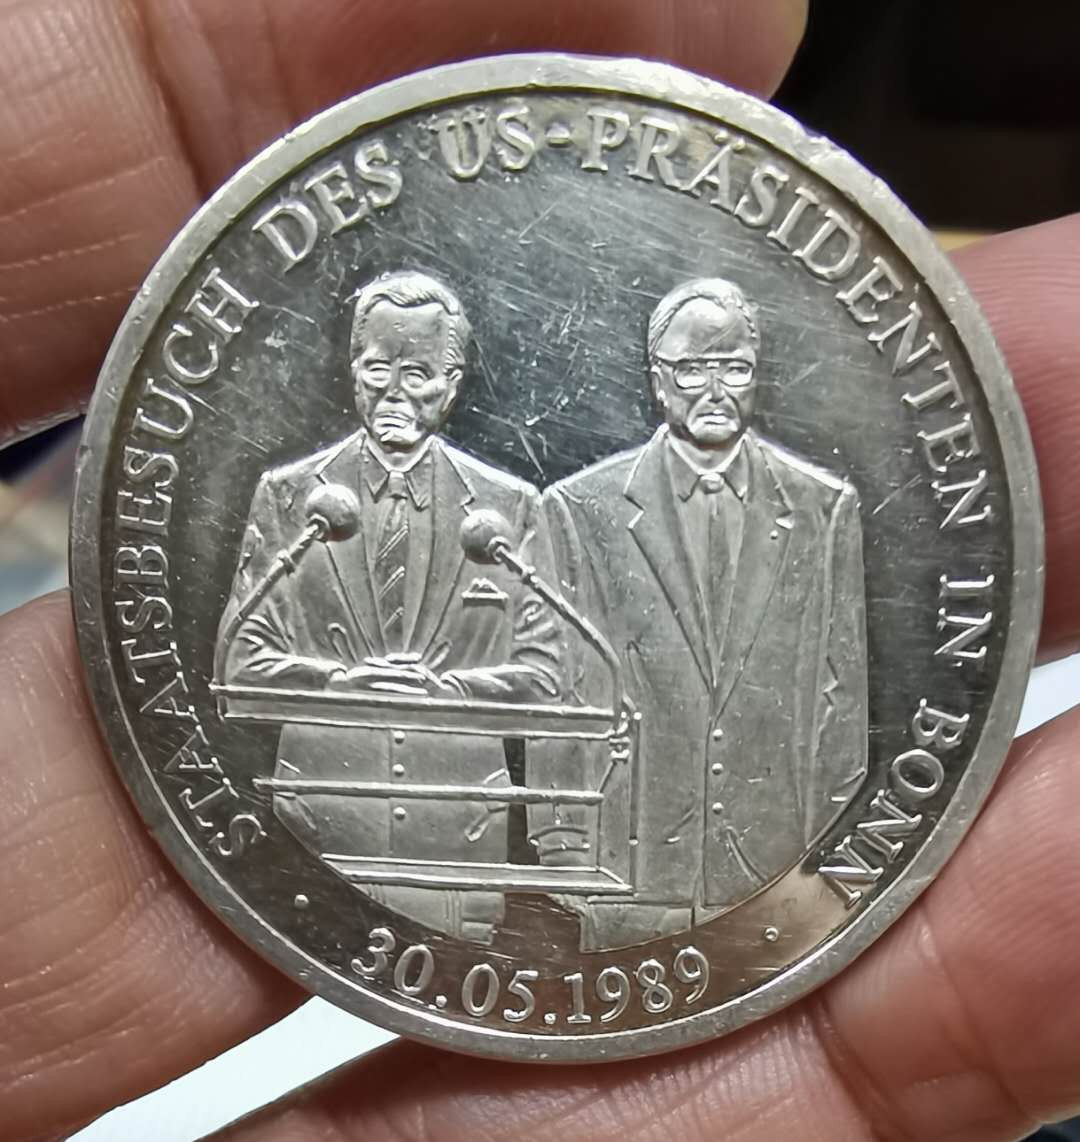 STAATSBESUCH DES US-PRÄSIDENTEN IN BONN
· 30.05.1989 ·